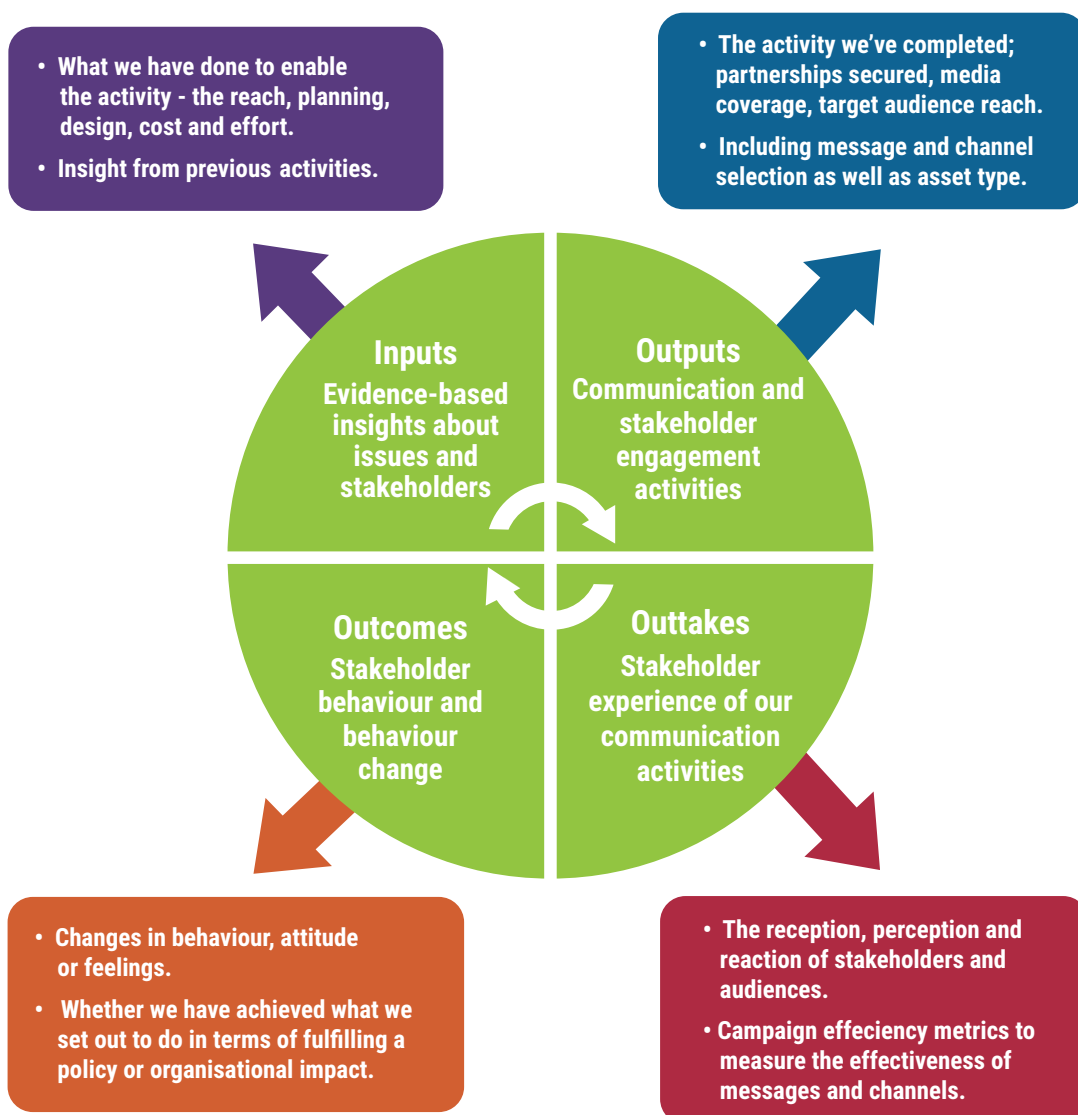 • What we have done to enable
the activity - the reach, planning,
design, cost and effort.
• Insight from previous activities.
• The activity we’ve completed;
partnerships secured, media
coverage, target audience reach.
• Including message and channel
selection as well as asset type.
Inputs
Evidence-based
insights about
issues and
stakeholders
Outputs
Communication and
stakeholder
engagement
activities
Outcomes
Stakeholder
behaviour and
behaviour
change
Outtakes
Stakeholder
experience of our
communication
activities
• Changes in behaviour, attitude
or feelings.
• Whether we have achieved what we
set out to do in terms of fulfilling a
policy or organisational impact.
• The reception, perception and
reaction of stakeholders and
audiences.
• Campaign effeciency metrics to
measure the effectiveness of
messages and channels.